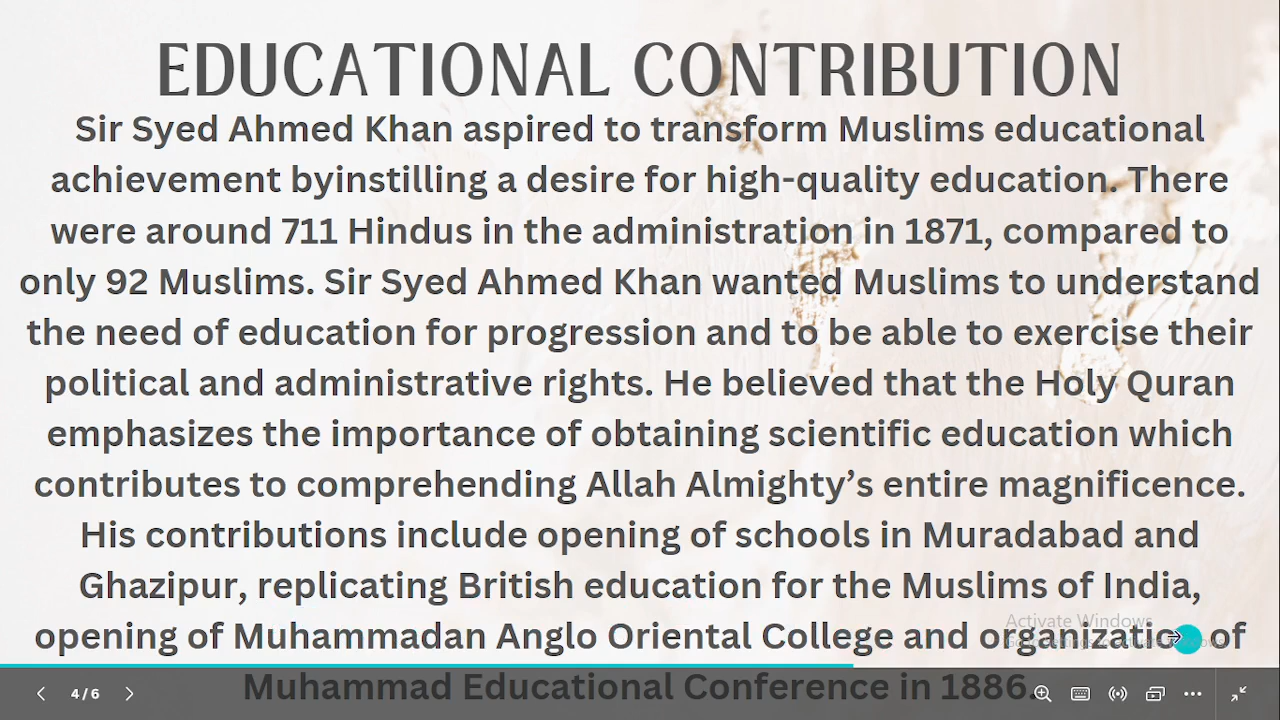 EDUCATIONAL CONTRIBUTION
Sir Syed Ahmed Khan aspired to transform Muslims educational
achievement byinstilling a desire for high-quality education. There
were around 711 Hindus in the administration in 1871, compared to
only 92 Muslims. Sir Syed Ahmed Khan wanted Muslims to understand
the need of education for progression and to be able to exercise their
political and administrative rights. He believed that the Holy Quran
emphasizes the importance of obtaining scientific education which
contributes to comprehending Allah Almighty’s entire magnificence.
His contributions include opening of schools in Muradabad and
Ghazipur, replicating British education for the Muslims of India,
opening of Muhammadan Anglo Oriental College and organization of
Muhammad Educational Conference in 1886.
Activate Windows
4 / 6